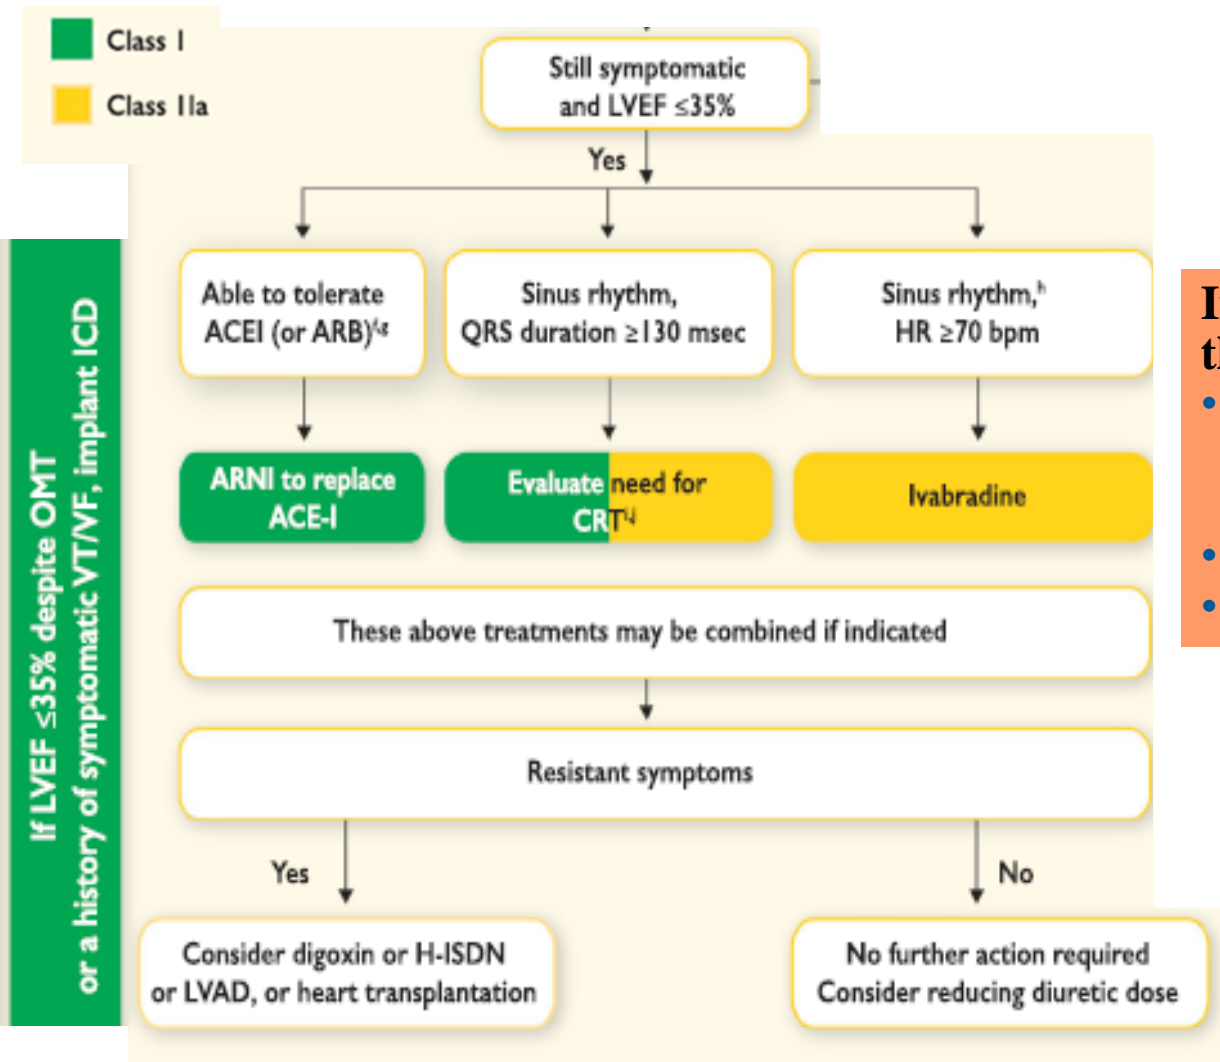 Class I
Class IIa
Still symptomatic
and LVEF ≤35%
Yes
Able to tolerate
ACEI (or ARB)f,g
Sinus rhythm,
QRS duration ≥130 msec
Sinus rhythm,h
HR ≥70 bpm
ARNI to replace
ACE-I
Evaluate need for
CRTi,j
Ivabradine
These above treatments may be combined if indicated
Resistant symptoms
Yes
No
Consider digoxin or H-ISDN
or LVAD, or heart transplantation
No further action required
Consider reducing diuretic dose
If LVEF ≤35% despite OMT
or a history of symptomatic VT/VF, implant ICD